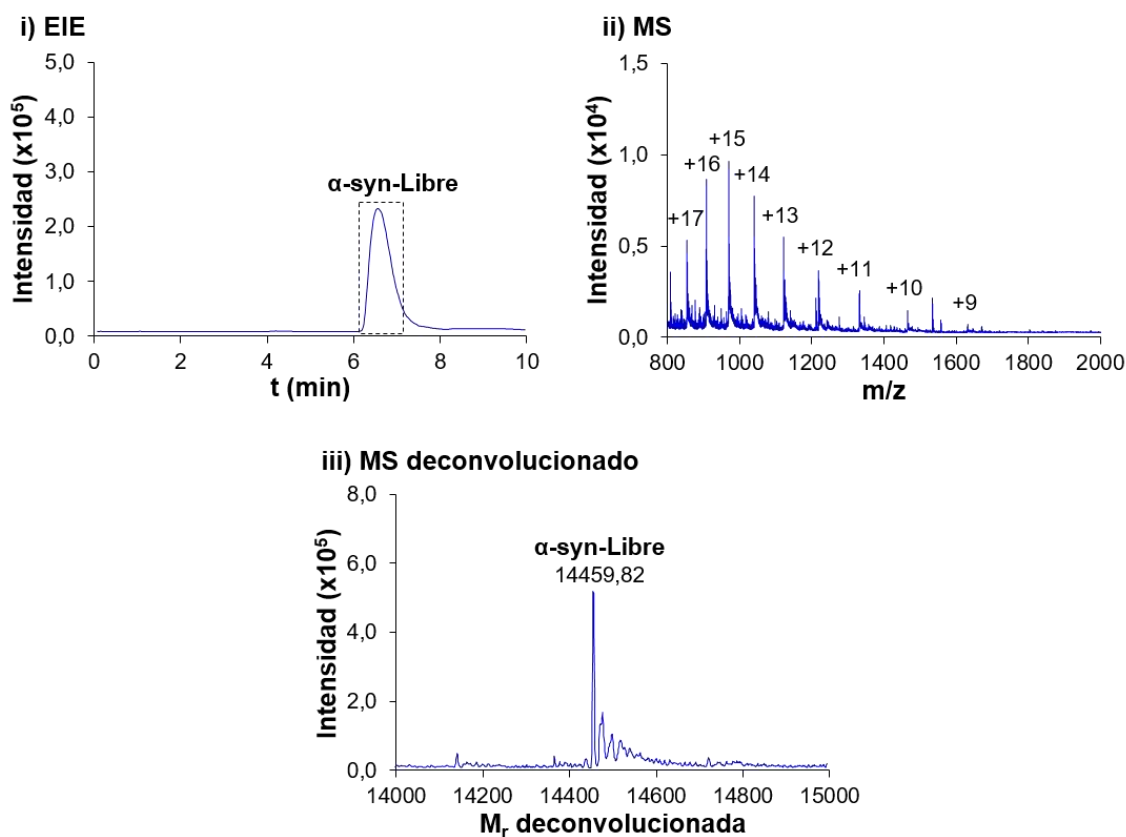 i) EIE
Intensidad (x10⁵)
5,0
4,0
3,0
2,0
1,0
0,0
α-syn-Libre
0 2 4 6 8 10
t (min)
ii) MS
Intensidad (x10⁴)
1,5
1,0
0,5
0,0
+17
+16
+15
+14
+13
+12
+11
+10
+9
800 1000 1200 1400 1600 1800 2000
m/z
iii) MS deconvolucionado
Intensidad (x10⁵)
8,0
6,0
4,0
2,0
0,0
α-syn-Libre
14459,82
14000 14200 14400 14600 14800 15000
Mᵣ deconvolucionada